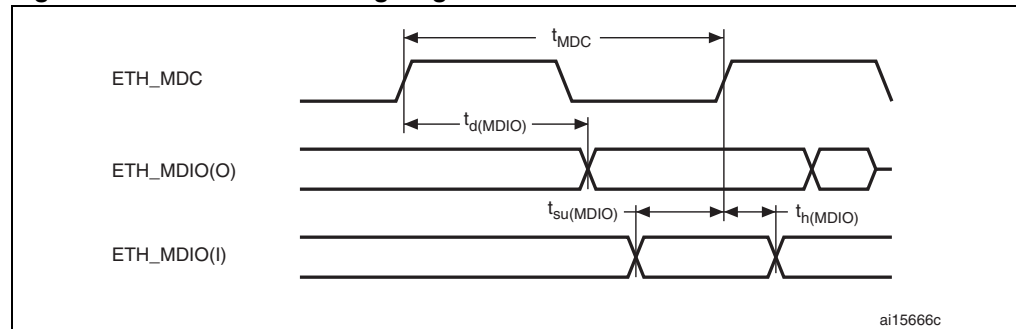 t_MDC
ETH_MDC
t_d(MDIO)
ETH_MDIO(O)
t_su(MDIO)
t_h(MDIO)
ETH_MDIO(I)
ai15666c